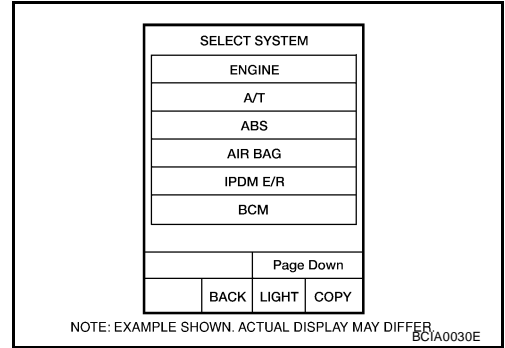 SELECT SYSTEM
ENGINE
A/T
ABS
AIR BAG
IPDM E/R
BCM
Page Down
BACK LIGHT COPY
NOTE: EXAMPLE SHOWN. ACTUAL DISPLAY MAY DIFFER.
BCIA0030E